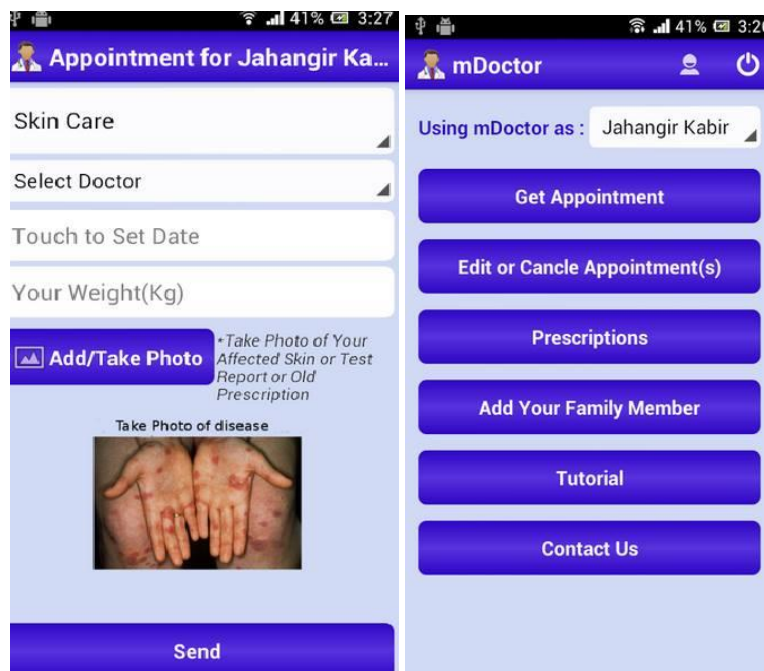 41% 3:27
Appointment for Jahangir Ka...
Skin Care
Select Doctor
Touch to Set Date
Your Weight(Kg)
Add/Take Photo
*Take Photo of Your
Affected Skin or Test
Report or Old
Prescription
Take Photo of disease
Send
41% 3:26
mDoctor
Using mDoctor as : Jahangir Kabir
Get Appointment
Edit or Cancle Appointment(s)
Prescriptions
Add Your Family Member
Tutorial
Contact Us